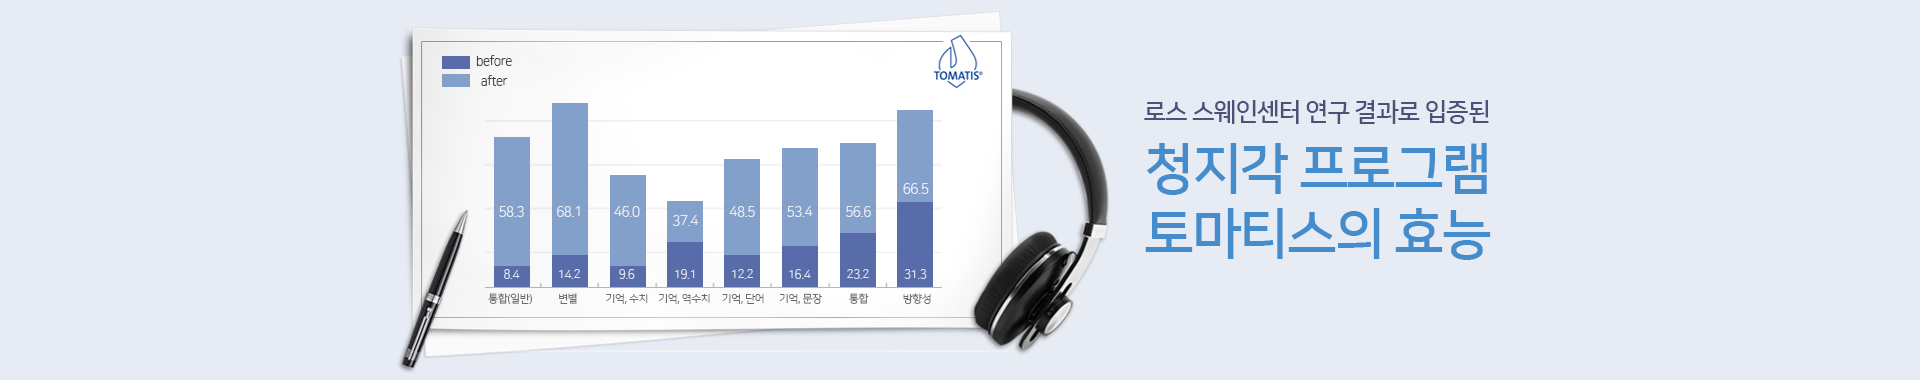 before
after
TOMATIS®
58.3 68.1 46.0 37.4 48.5 53.4 56.6 66.5
8.4 14.2 9.6 19.1 12.2 16.4 23.2 31.3
통합(일반) 변별 기억, 수치 기억, 역수치 기억, 단어 기억, 문장 통합 방향성
로스 스웨인센터 연구 결과로 입증된
청지각 프로그램
토마티스의 효능